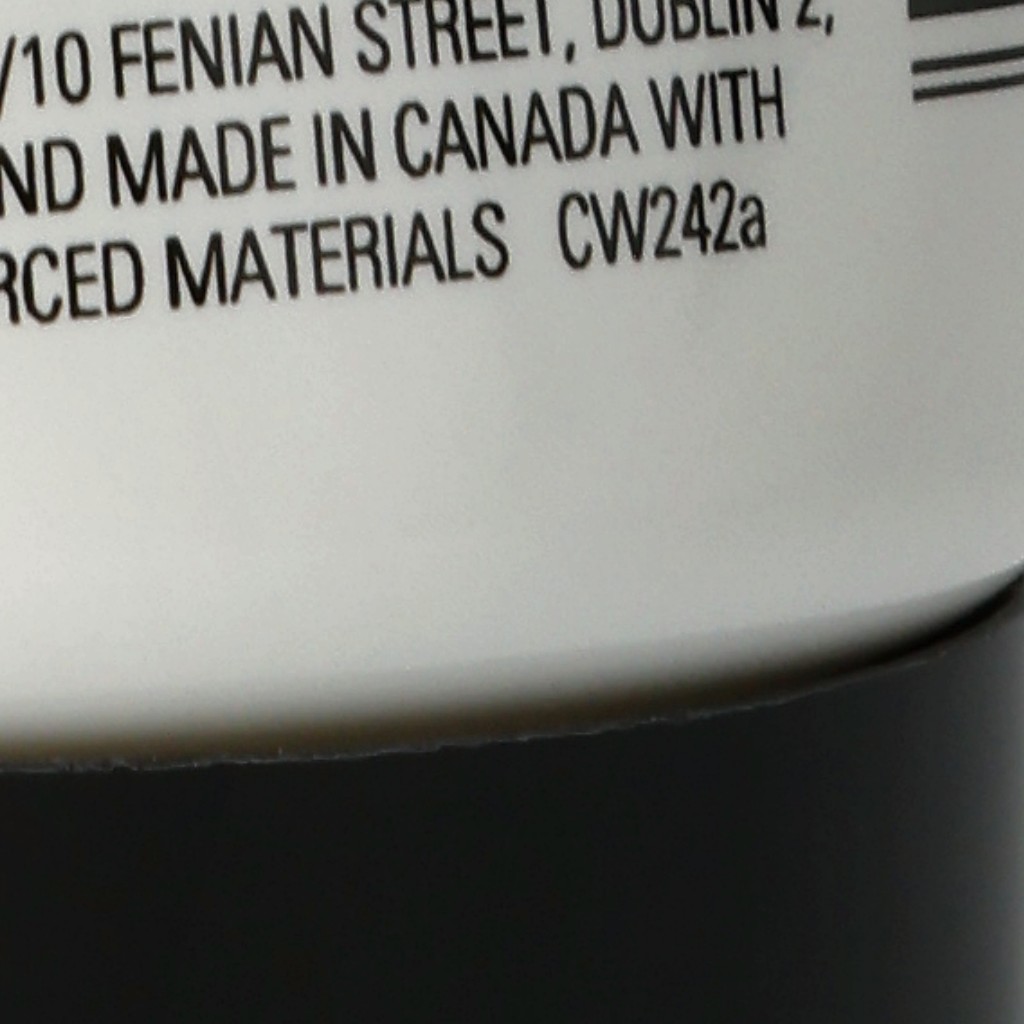 /10 FENIAN STREET, DUBLIN 2,
ND MADE IN CANADA WITH
RCED MATERIALS CW242a